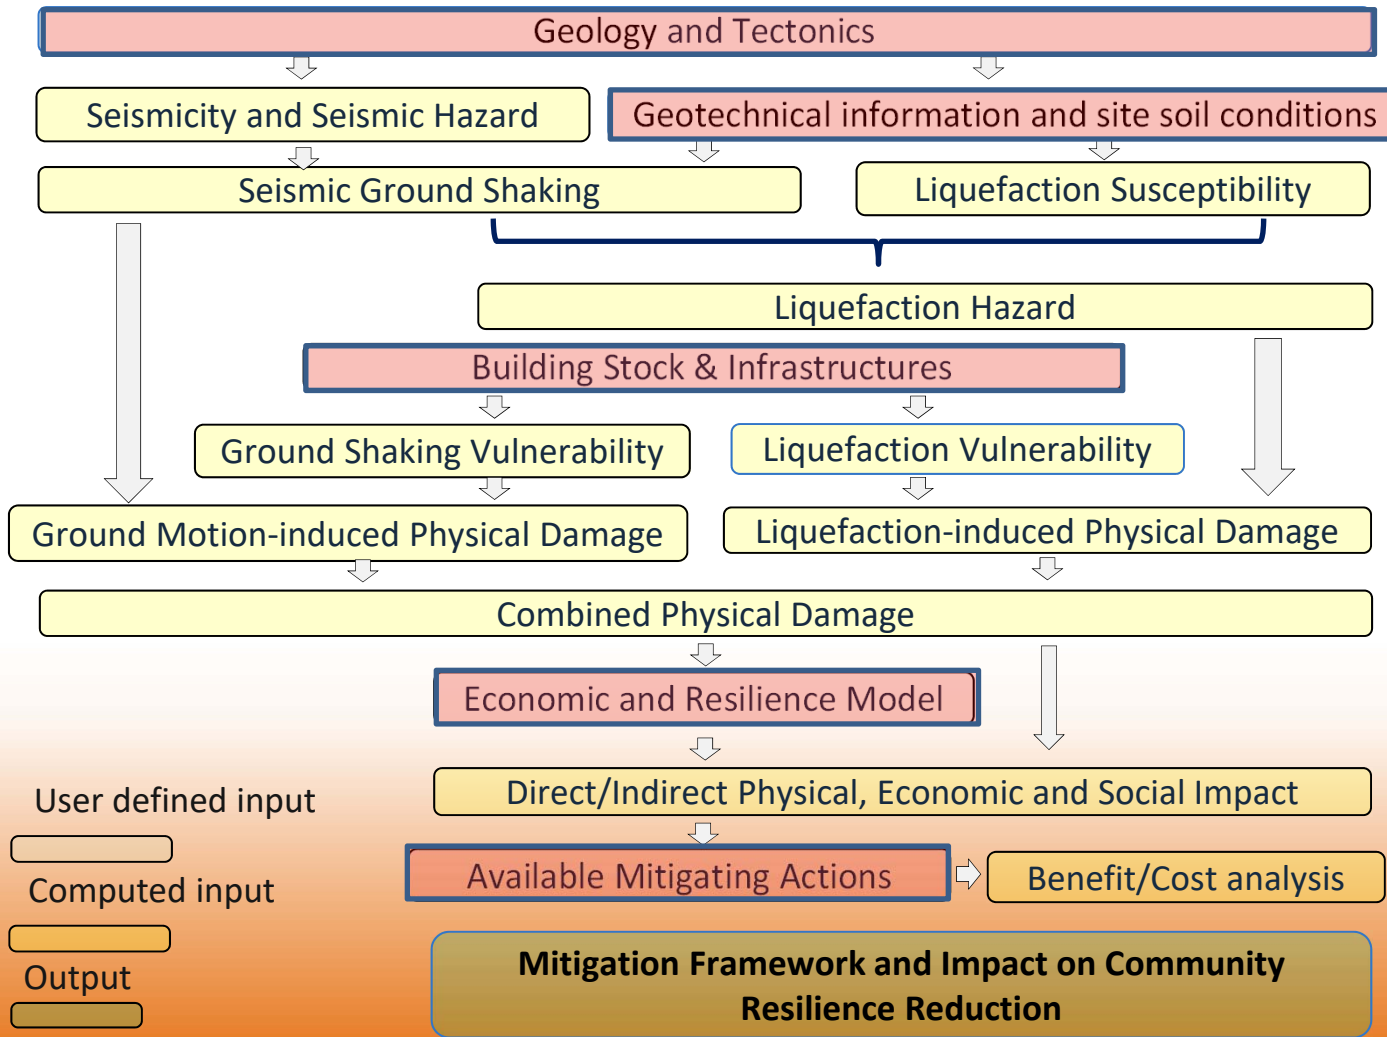 Geology and Tectonics
Seismicity and Seismic Hazard
Geotechnical information and site soil conditions
Seismic Ground Shaking
Liquefaction Susceptibility
Liquefaction Hazard
Building Stock & Infrastructures
Ground Shaking Vulnerability
Liquefaction Vulnerability
Ground Motion-induced Physical Damage
Liquefaction-induced Physical Damage
Combined Physical Damage
Economic and Resilience Model
Direct/Indirect Physical, Economic and Social Impact
Available Mitigating Actions
Benefit/Cost analysis
User defined input
Computed input
Output
Mitigation Framework and Impact on Community
Resilience Reduction